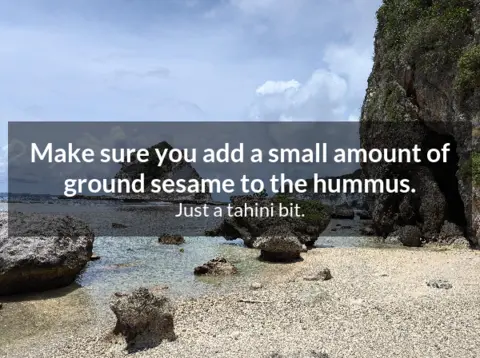 Make sure you add a small amount of
ground sesame to the hummus.
Just a tahini bit.